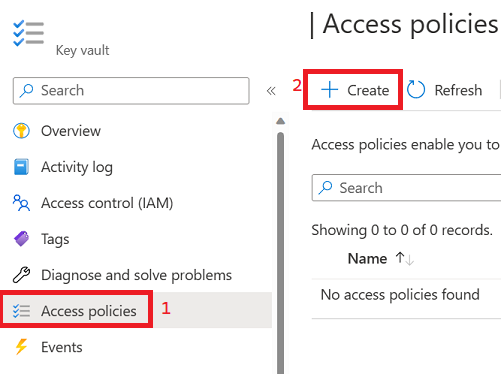 Key vault
Search
Overview
Activity log
Access control (IAM)
Tags
Diagnose and solve problems
Access policies 1
Events
| Access policies
2 + Create Refresh
Access policies enable you to
Search
Showing 0 to 0 of 0 records.
Name ↑↓
No access policies found